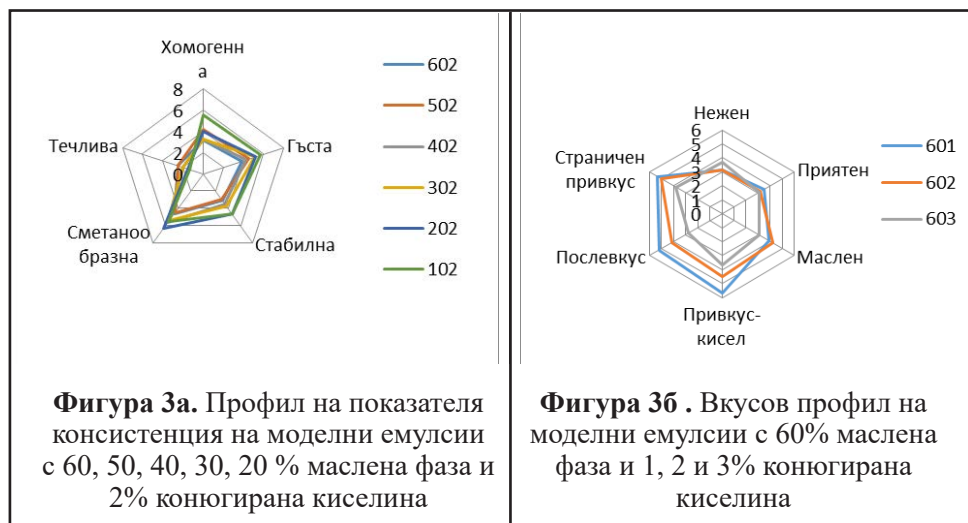 Хомогенн
а
8
6
4
2
0
Гъста
Стабилна
Сметаноо
бразна
Течлива
602
502
402
302
202
102
Фигура 3а. Профил на показателя
консистенция на моделни емулсии
с 60, 50, 40, 30, 20 % маслена фаза и
2% конюгирана киселина
Нежен
6
5
4
3
2
1
0
Приятен
Маслен
Привкус-
кисел
Послевкус
Страничен
привкус
601
602
603
Фигура 3б . Вкусов профил на
моделни емулсии с 60% маслена
фаза и 1, 2 и 3% конюгирана
киселина